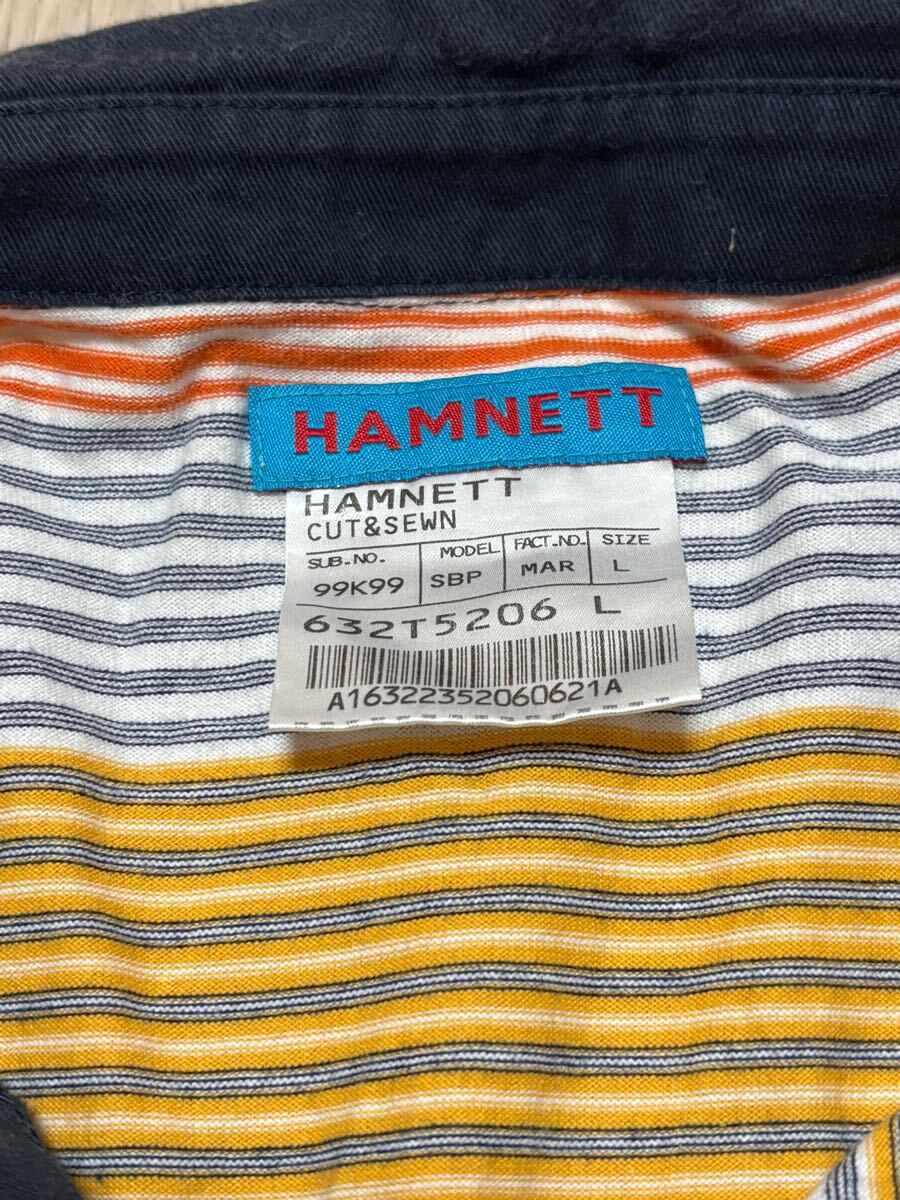 HAMNETT
HAMNETT
CUT&SEWN
SUB.NO. MODEL FACT.NO. SIZE
99K99 SBP MAR L
632T5206 L
A16322352060621A